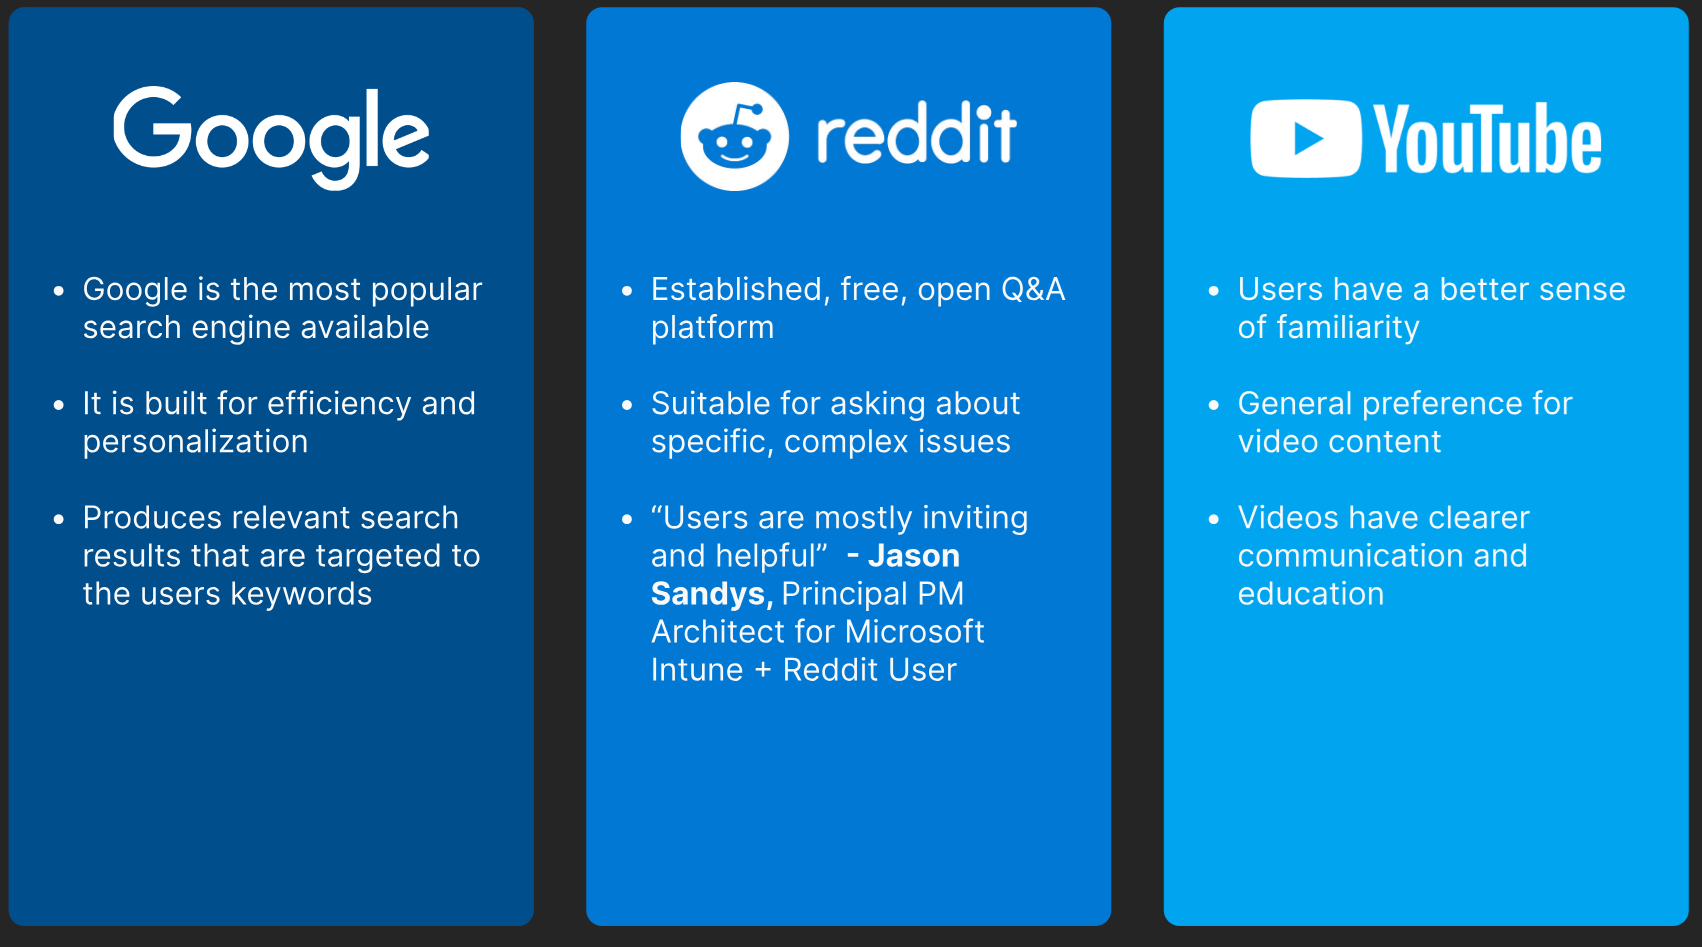 Google
• Google is the most popular
search engine available
• It is built for efficiency and
personalization
• Produces relevant search
results that are targeted to
the users keywords
reddit
• Established, free, open Q&A
platform
• Suitable for asking about
specific, complex issues
• “Users are mostly inviting
and helpful”  - Jason
Sandys, Principal PM
Architect for Microsoft
Intune + Reddit User
YouTube
• Users have a better sense
of familiarity
• General preference for
video content
• Videos have clearer
communication and
education